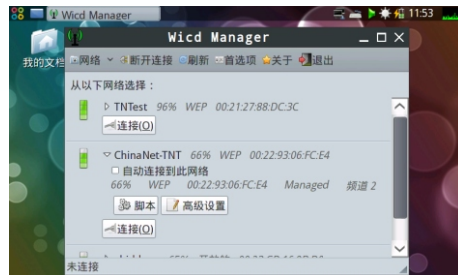 Wicd Manager
11:53
Wicd Manager
我的文档
网络 断开连接 刷新 首选项 关于 退出
从以下网络选择：
TNTest 96% WEP 00:21:27:88:DC:3C
连接(O)
ChinaNet-TNT 66% WEP 00:22:93:06:FC:E4
自动连接到此网络
66% WEP 00:22:93:06:FC:E4 Managed 频道 2
脚本 高级设置
连接(O)
未连接